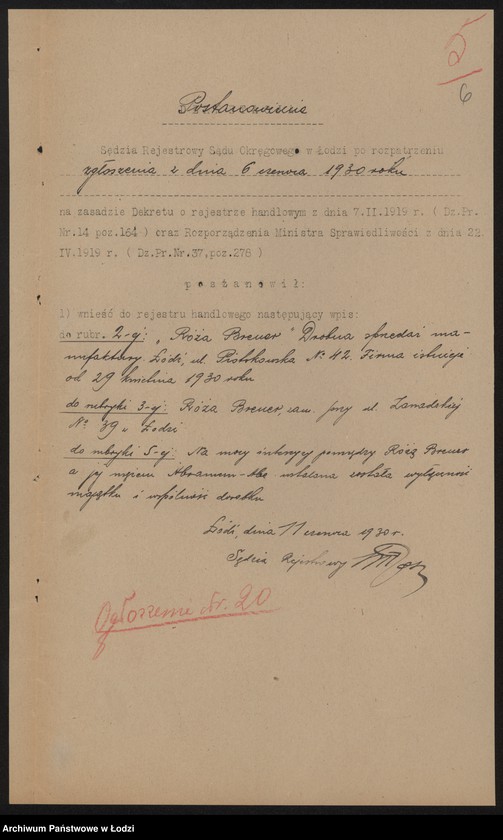 5
6
Postanowienie
Sędzia Rejestrowy Sądu Okręgowego w Łodzi po rozpatrzeniu
zgłoszenia z dnia 6 czerwca 1930 roku
na zasadzie Dekretu o rejestrze handlowym z dnia 7.II.1919 r. ( Dz.Pr.
Nr.14 poz.164 ) oraz Rozporządzenia Ministra Sprawiedliwości z dnia 22.
IV.1919 r. ( Dz.Pr.Nr.37,poz.276 )
postanowił:
1) wnieść do rejestru handlowego następujący wpis:
do rubr. 2-ej: „Róża Breuer" Drobna sprzedaż ma-
nufaktury Łódź, ul Piotrkowska № 42. Firma istnieje
od 29 kwietnia 1930 roku
do rubryki 3-ej: Róża Breuer, zam. przy ul. Zawadzkiej
№ 39 w Łodzi
do rubryki 5-ej: Na mocy intercyzy pomiędzy Różą Breuer
a jej mężem Abramem-Abe ustalona została wyłączność
majątku i wspólność dorobku
Łódź, dnia 11 czerwca 1930 r.
Sędzia Rejestrowy
Ogłoszenie Nr. 20
Archiwum Państwowe w Łodzi